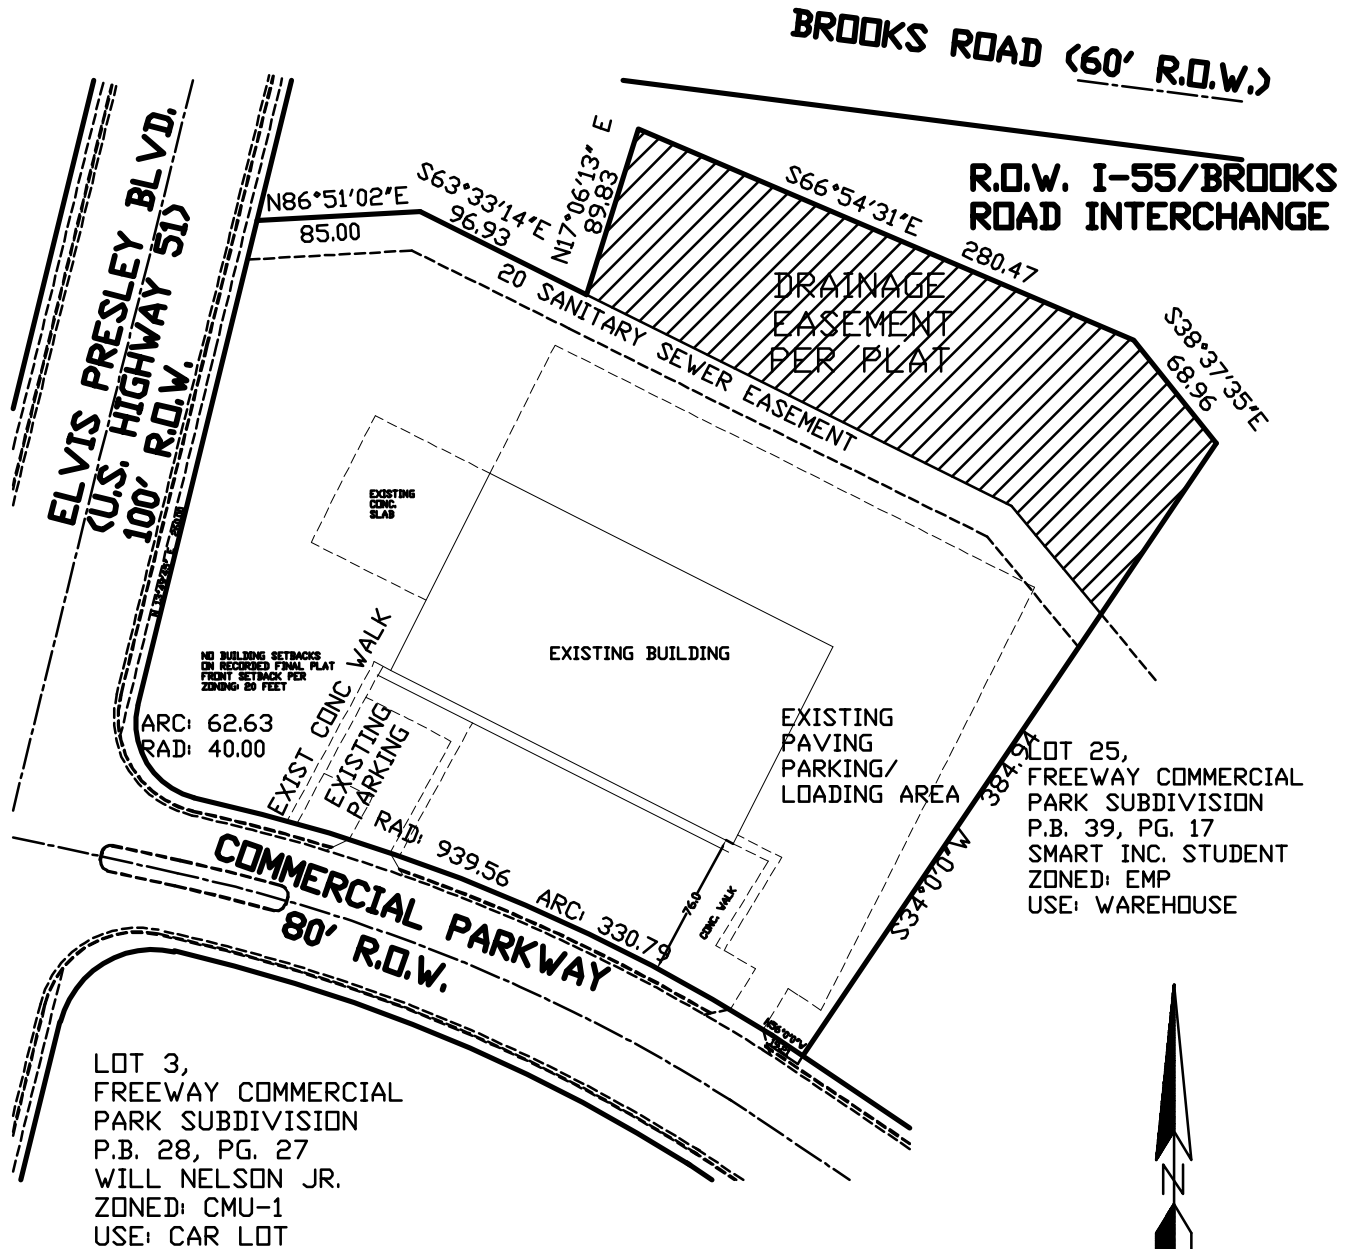 BROOKS ROAD (60' R.O.W.)
R.O.W. I-55/BROOKS
ROAD INTERCHANGE
ELVIS PRESLEY BLVD.
(U.S. HIGHWAY 51)
100' R.O.W.
N86°51'02"E
85.00
S63°33'14"E
96.93
N17°06'13" E
89.83
S66°54'31"E
280.47
S38°37'35"E
68.96
DRAINAGE
EASEMENT
PER PLAT
20 SANITARY SEWER EASEMENT
EXISTING
CONC.
SLAB
NO BUILDING SETBACKS
ON RECORDED FINAL PLAT
FRONT SETBACK PER
ZONING: 20 FEET
EXISTING BUILDING
EXIST CONC WALK
EXISTING
PARKING
ARC: 62.63
RAD: 40.00
EXISTING
PAVING
PARKING/
LOADING AREA
384.94
S34°0'0"W
LOT 25,
FREEWAY COMMERCIAL
PARK SUBDIVISION
P.B. 39, PG. 17
SMART INC. STUDENT
ZONED: EMP
USE: WAREHOUSE
RAD: 939.56 ARC: 330.79
76.0
CONC. WALK
COMMERCIAL PARKWAY
80' R.O.W.
LOT 3,
FREEWAY COMMERCIAL
PARK SUBDIVISION
P.B. 28, PG. 27
WILL NELSON JR.
ZONED: CMU-1
USE: CAR LOT
N